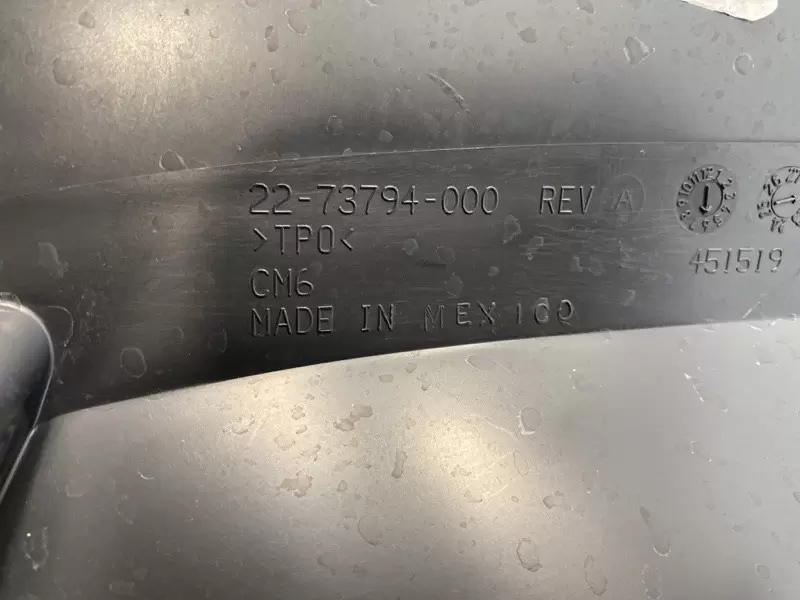 22-73794-000 REV A
>TPO<
CM6
MADE IN MEXICO
451519